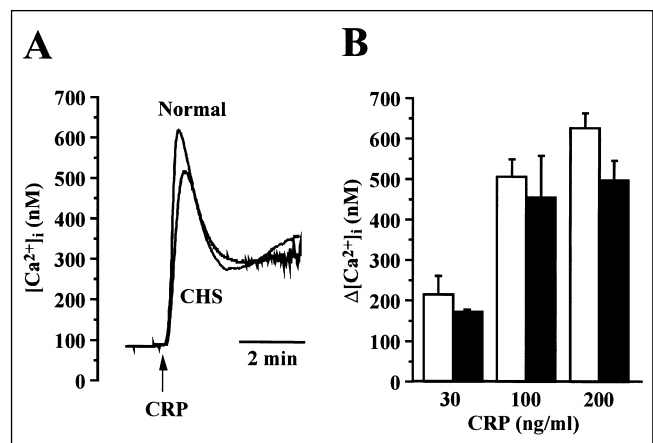 A
[Ca²⁺]ᵢ (nM)
700
600
500
400
300
200
100
0
Normal
CHS
2 min
CRP
B
Δ[Ca²⁺]ᵢ (nM)
700
600
500
400
300
200
100
0
30 100 200
CRP (ng/ml)